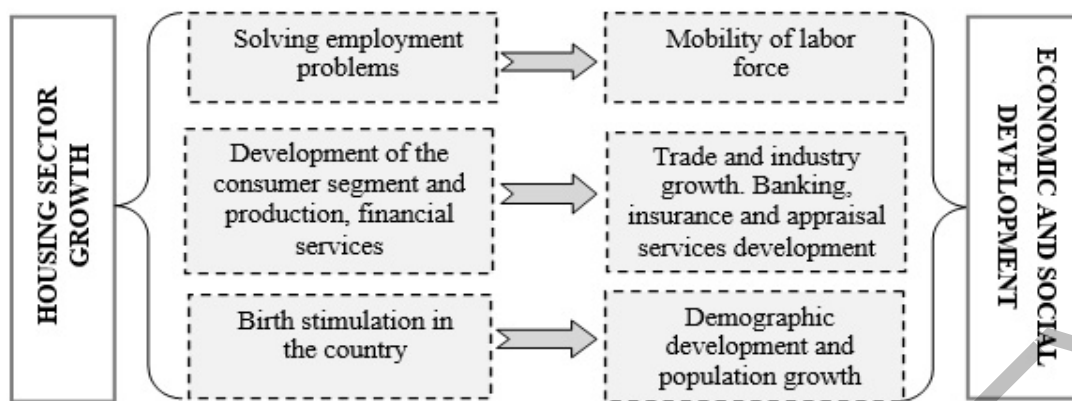 HOUSING SECTOR
GROWTH
Solving employment
problems
Mobility of labor
force
Development of the
consumer segment and
production, financial
services
Trade and industry
growth. Banking,
insurance and appraisal
services development
Birth stimulation in
the country
Demographic
development and
population growth
ECONOMIC AND SOCIAL
DEVELOPMENT